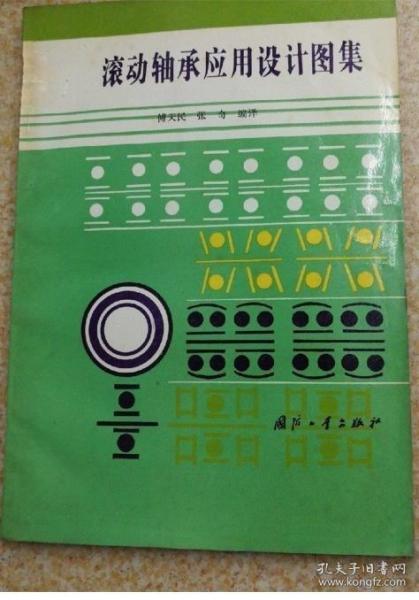 滚动轴承应用设计图集
傅天民 张 匀 编译
国防工业出版社
孔夫子旧书网
www.kongfz.com